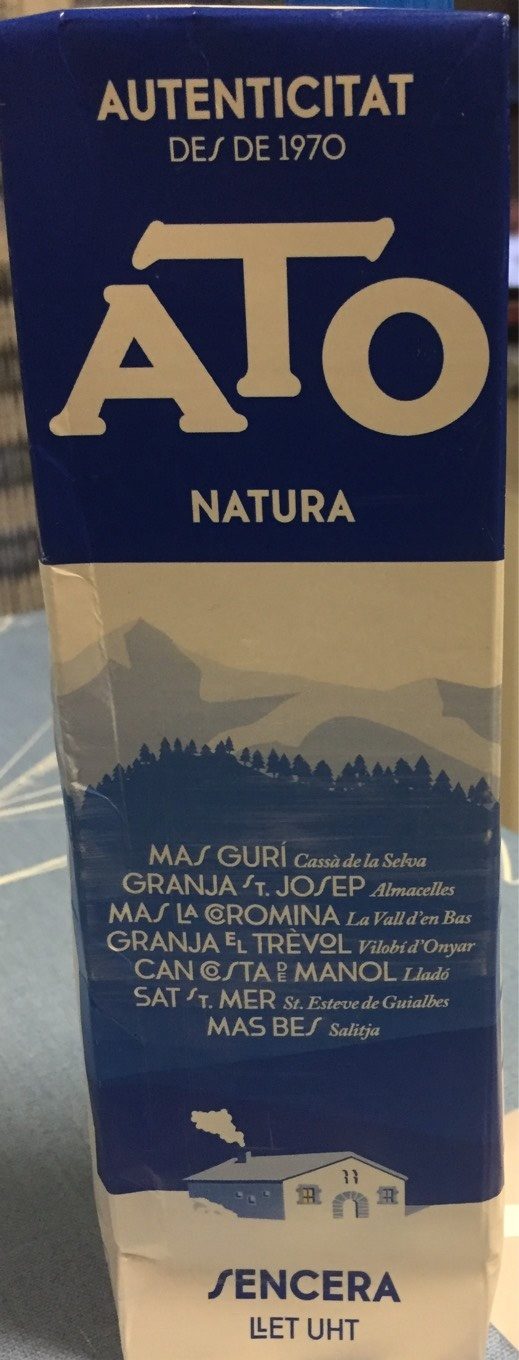 AUTENTICITAT
DES DE 1970
ATO
NATURA
MAS GURÍ Cassà de la Selva
GRANJA ST. JOSEP Almacelles
MAS LA COROMINA La Vall d'en Bas
GRANJA EL TRÈVOL Vilobí d'Onyar
CAN COSTA DE MANOL Lladó
SAT ST. MER St. Esteve de Guialbes
MAS BES Salitja
SENCERA
LLET UHT